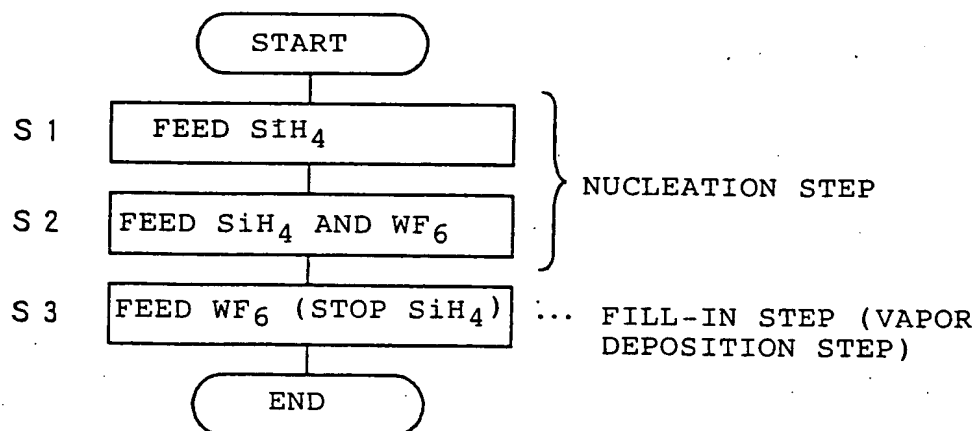 START
S 1 FEED SiH4
NUCLEATION STEP
S 2 FEED SiH4 AND WF6
S 3 FEED WF6 (STOP SiH4) ... FILL-IN STEP (VAPOR
DEPOSITION STEP)
END